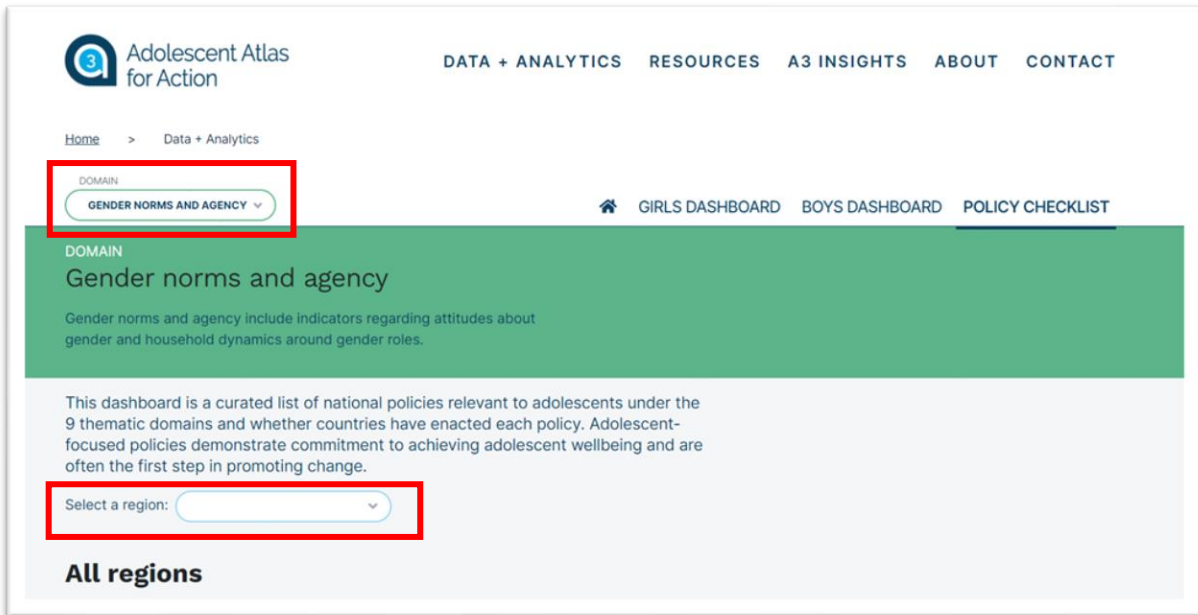 3
Adolescent Atlas
for Action
DATA + ANALYTICS RESOURCES A3 INSIGHTS ABOUT CONTACT
Home > Data + Analytics
DOMAIN
GENDER NORMS AND AGENCY
GIRLS DASHBOARD BOYS DASHBOARD POLICY CHECKLIST
DOMAIN
Gender norms and agency
Gender norms and agency include indicators regarding attitudes about
gender and household dynamics around gender roles.
This dashboard is a curated list of national policies relevant to adolescents under the
9 thematic domains and whether countries have enacted each policy. Adolescent-
focused policies demonstrate commitment to achieving adolescent wellbeing and are
often the first step in promoting change.
Select a region:
All regions